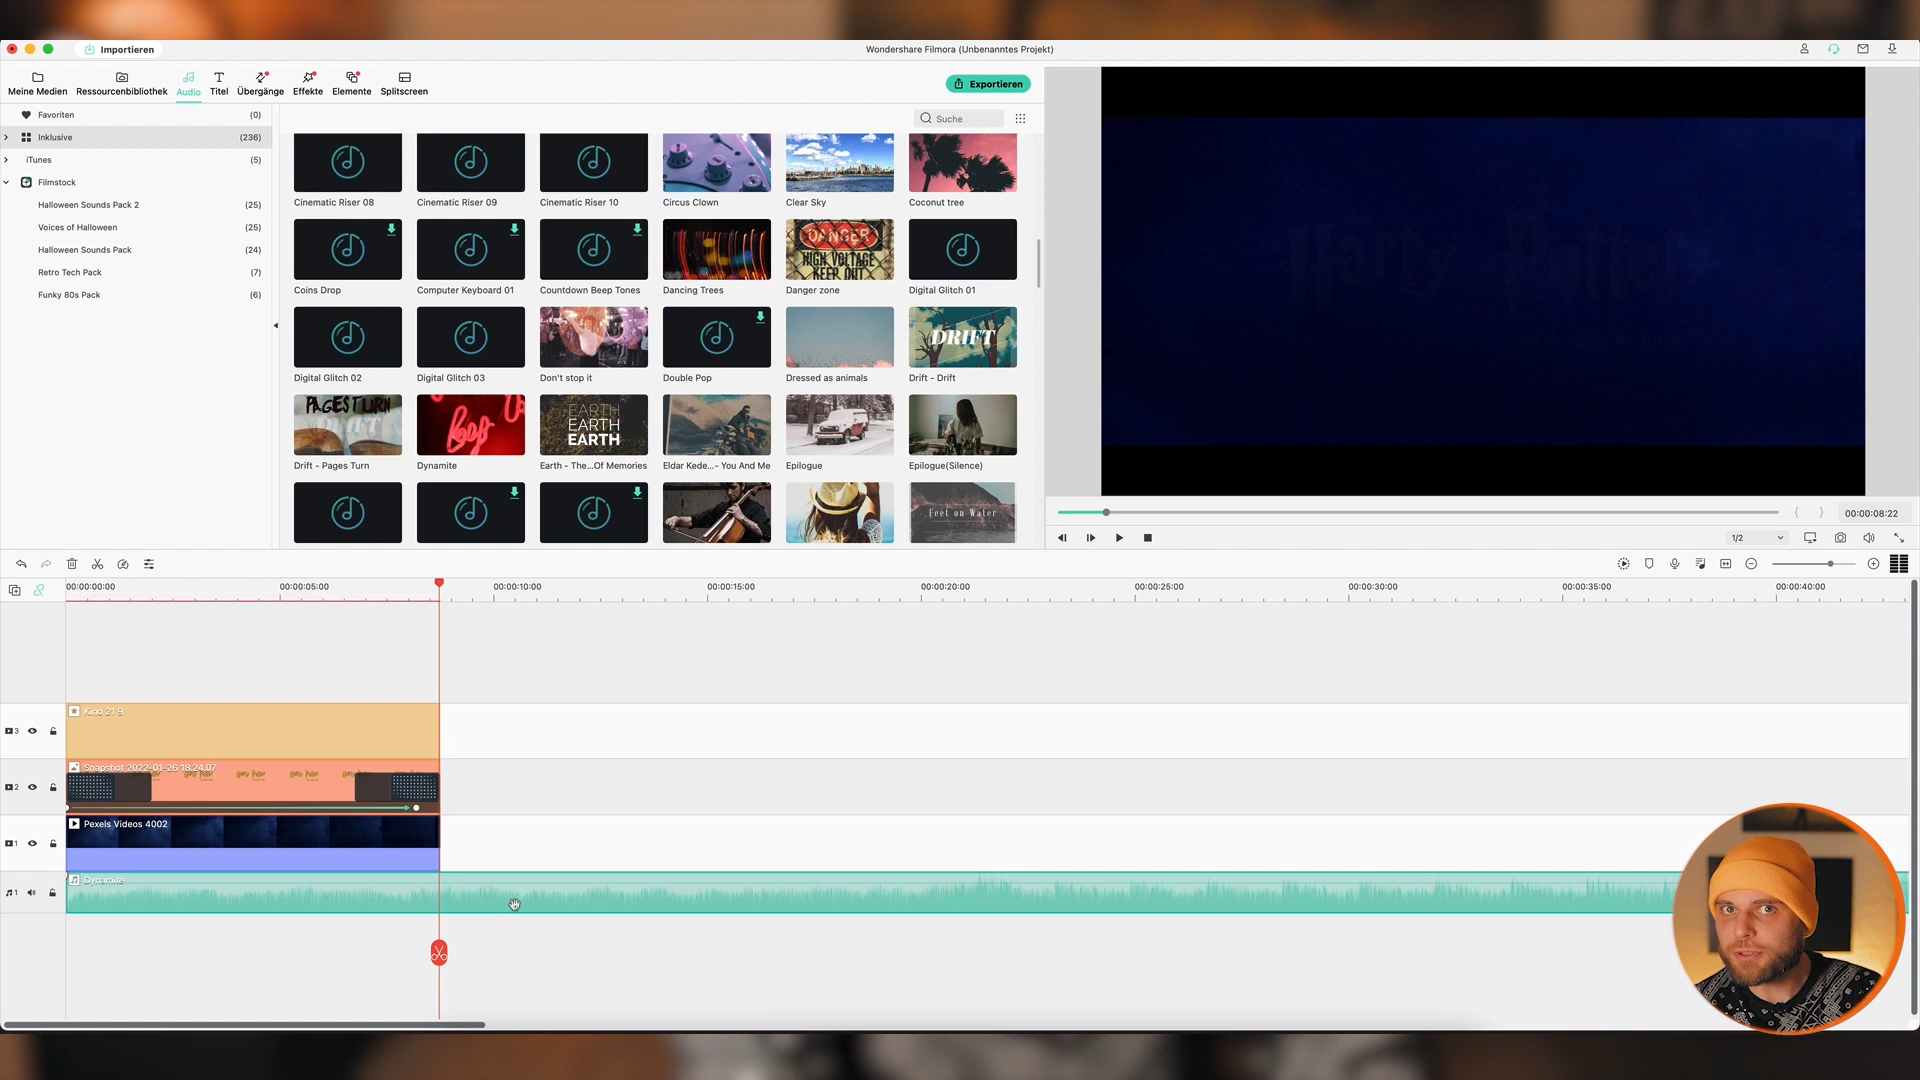 Importieren
Wondershare Filmora (Unbenanntes Projekt)
Meine Medien
Ressourcenbibliothek
Audio
Titel
Übergänge
Effekte
Elemente
Splitscreen
Exportieren
Favoriten (0)
Inklusive (236)
iTunes (5)
Filmstock
Halloween Sounds Pack 2 (25)
Voices of Halloween (25)
Halloween Sounds Pack (24)
Retro Tech Pack (7)
Funky 80s Pack (6)
Suche
Cinematic Riser 08
Cinematic Riser 09
Cinematic Riser 10
Circus Clown
Clear Sky
Coconut tree
DANGER
HIGH VOLTAGE
KEEP OUT
Coins Drop
Computer Keyboard 01
Countdown Beep Tones
Dancing Trees
Danger zone
Digital Glitch 01
DRIFT
Digital Glitch 02
Digital Glitch 03
Don't stop it
Double Pop
Dressed as animals
Drift - Drift
PAGES TURN
DRIFT
EARTH
EARTH
EARTH
Drift - Pages Turn
Dynamite
Earth - The...Of Memories
Eldar Kede...- You And Me
Epilogue
Epilogue(Silence)
Feet on Water
Harry Potter
00:00:08:22
1/2
00:00:00:00
00:00:05:00
00:00:10:00
00:00:15:00
00:00:20:00
00:00:25:00
00:00:30:00
00:00:35:00
00:00:40:00
3
Kino 21 9
2
Snapshot 2022-01-26 18.24.07
1
Pexels Videos 4002
1
Dynamite